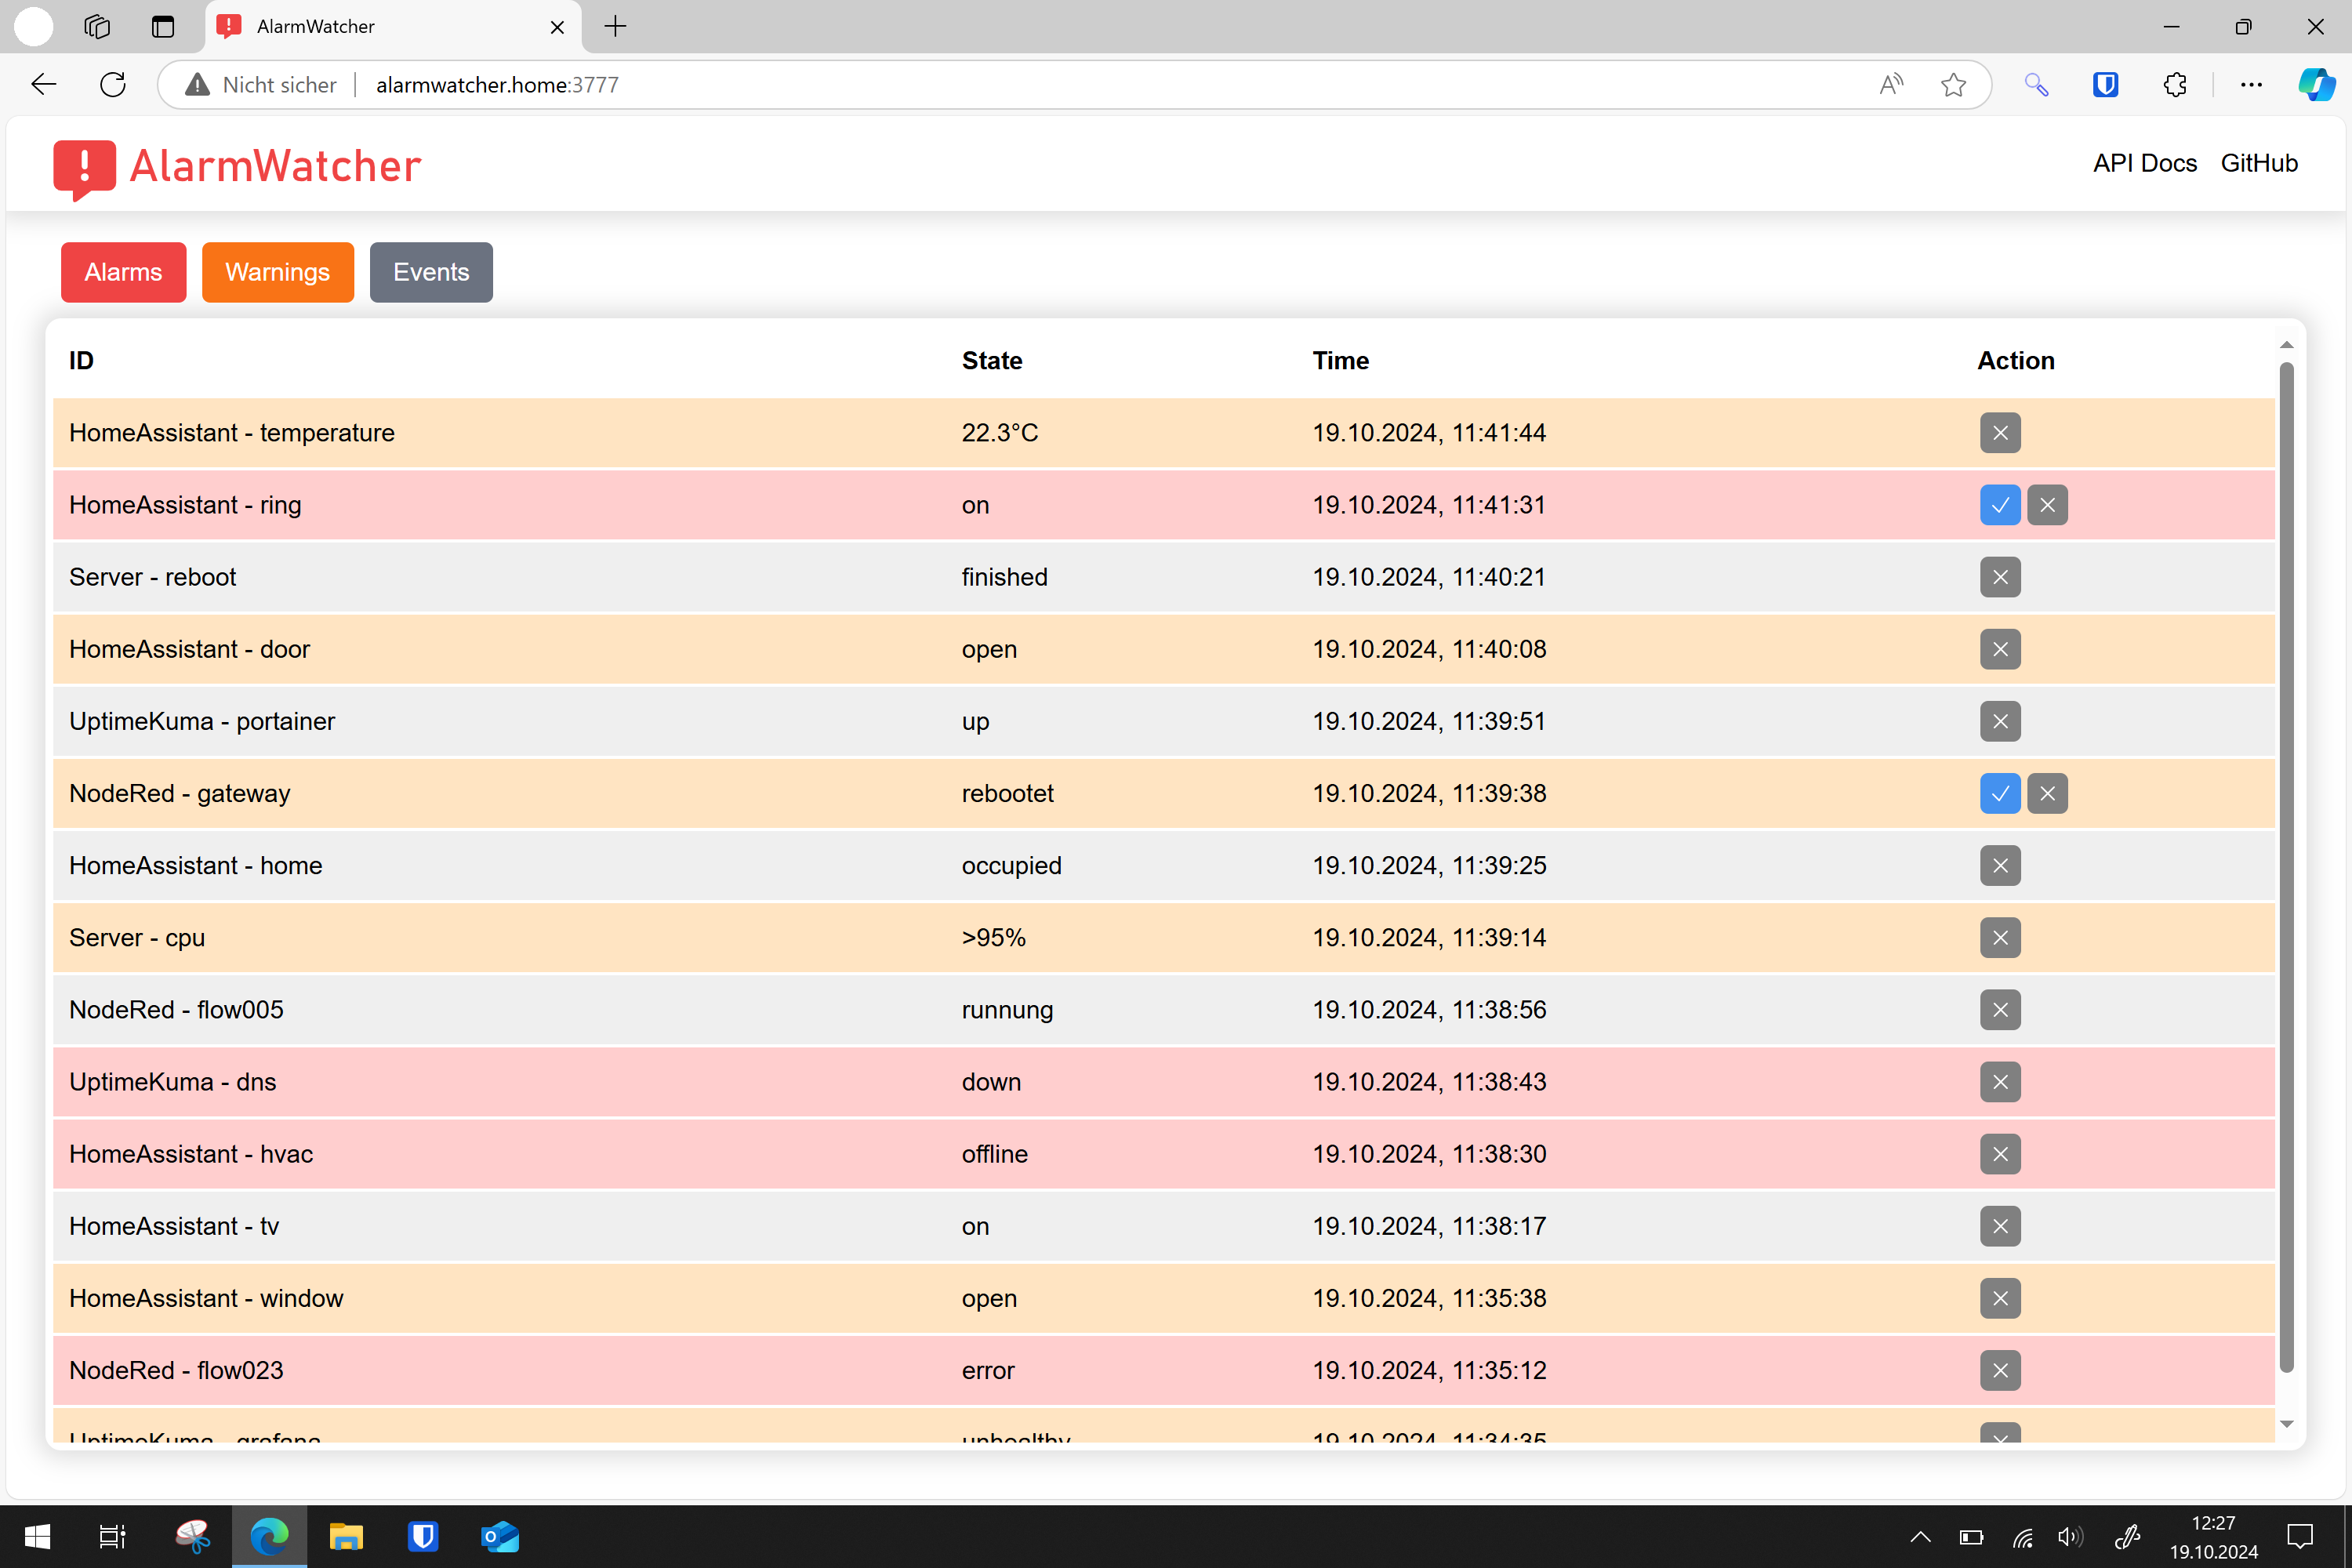 AlarmWatcher
Nicht sicher alarmwatcher.home:3777
AlarmWatcher API Docs GitHub
Alarms Warnings Events
ID State Time Action
HomeAssistant - temperature 22.3°C 19.10.2024, 11:41:44
HomeAssistant - ring on 19.10.2024, 11:41:31
Server - reboot finished 19.10.2024, 11:40:21
HomeAssistant - door open 19.10.2024, 11:40:08
UptimeKuma - portainer up 19.10.2024, 11:39:51
NodeRed - gateway rebootet 19.10.2024, 11:39:38
HomeAssistant - home occupied 19.10.2024, 11:39:25
Server - cpu >95% 19.10.2024, 11:39:14
NodeRed - flow005 runnung 19.10.2024, 11:38:56
UptimeKuma - dns down 19.10.2024, 11:38:43
HomeAssistant - hvac offline 19.10.2024, 11:38:30
HomeAssistant - tv on 19.10.2024, 11:38:17
HomeAssistant - window open 19.10.2024, 11:35:38
NodeRed - flow023 error 19.10.2024, 11:35:12
UptimeKuma - grafana unhealthy 19.10.2024, 11:34:35
12:27
19.10.2024